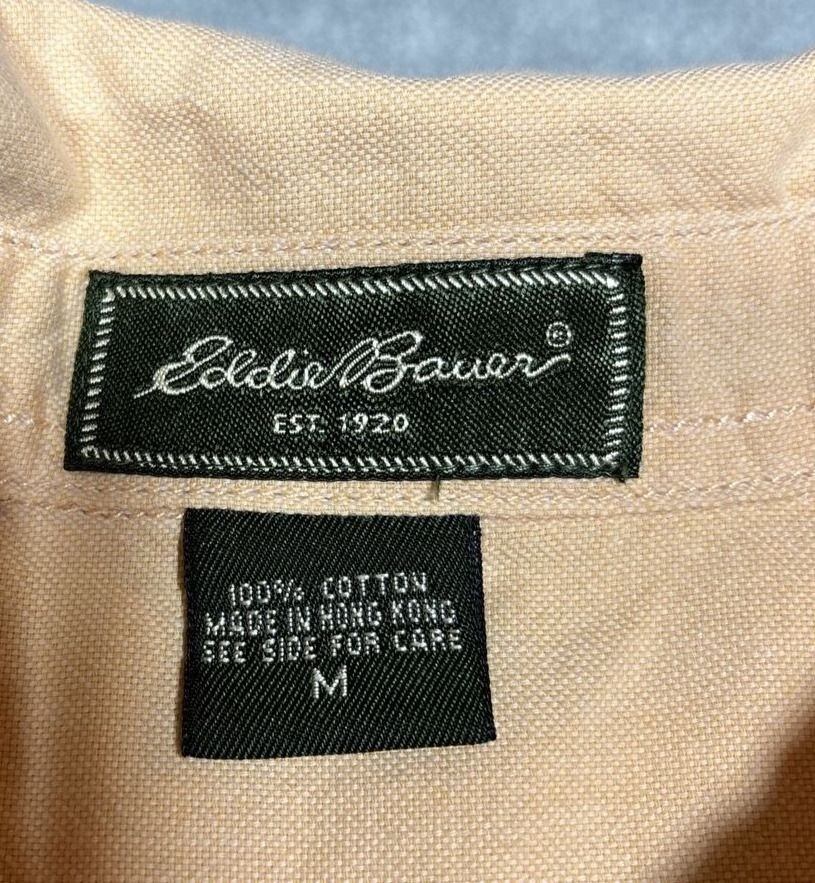 Eddie Bauer®
EST. 1920
100% COTTON
MADE IN HONG KONG
SEE SIDE FOR CARE
M